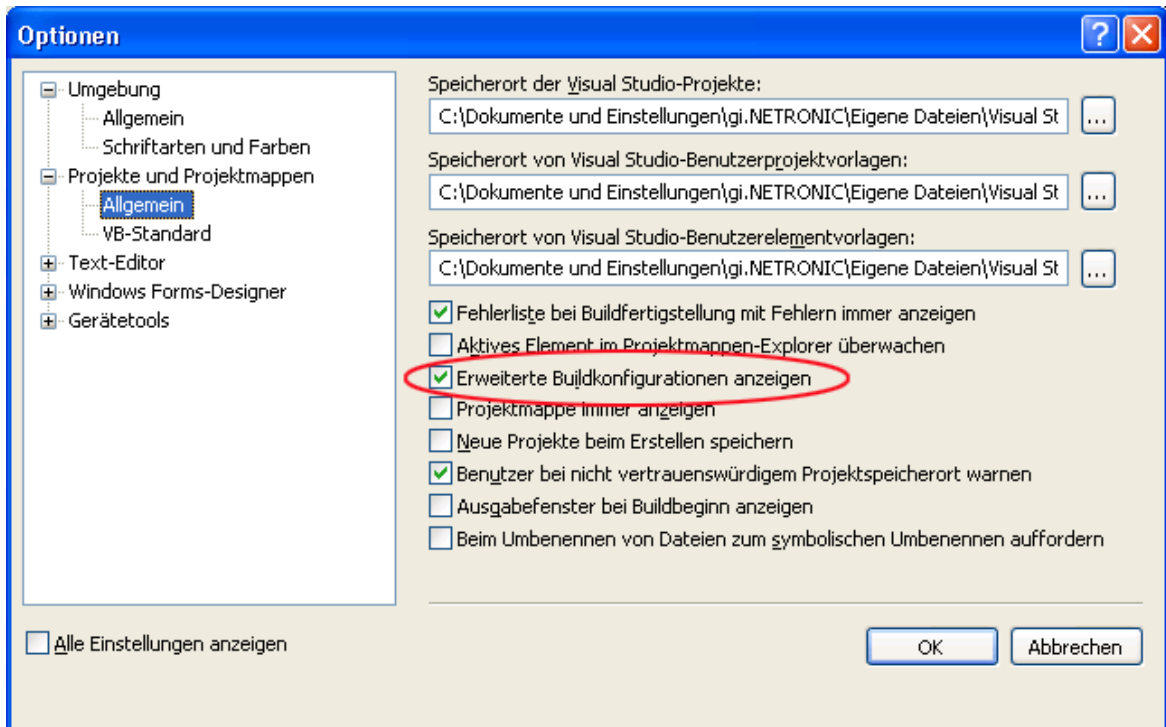 Optionen
Umgebung
Allgemein
Schriftarten und Farben
Projekte und Projektmappen
Allgemein
VB-Standard
Text-Editor
Windows Forms-Designer
Gerätetools
Speicherort der Visual Studio-Projekte:
C:\Dokumente und Einstellungen\gi.NETRONIC\Eigene Dateien\Visual St
...
Speicherort von Visual Studio-Benutzerprojektvorlagen:
C:\Dokumente und Einstellungen\gi.NETRONIC\Eigene Dateien\Visual St
...
Speicherort von Visual Studio-Benutzerelementvorlagen:
C:\Dokumente und Einstellungen\gi.NETRONIC\Eigene Dateien\Visual St
...
Fehlerliste bei Buildfertigstellung mit Fehlern immer anzeigen
Aktives Element im Projektmappen-Explorer überwachen
Erweiterte Buildkonfigurationen anzeigen
Projektmappe immer anzeigen
Neue Projekte beim Erstellen speichern
Benutzer bei nicht vertrauenswürdigem Projektspeicherort warnen
Ausgabefenster bei Buildbeginn anzeigen
Beim Umbenennen von Dateien zum symbolischen Umbenennen auffordern
Alle Einstellungen anzeigen
OK
Abbrechen